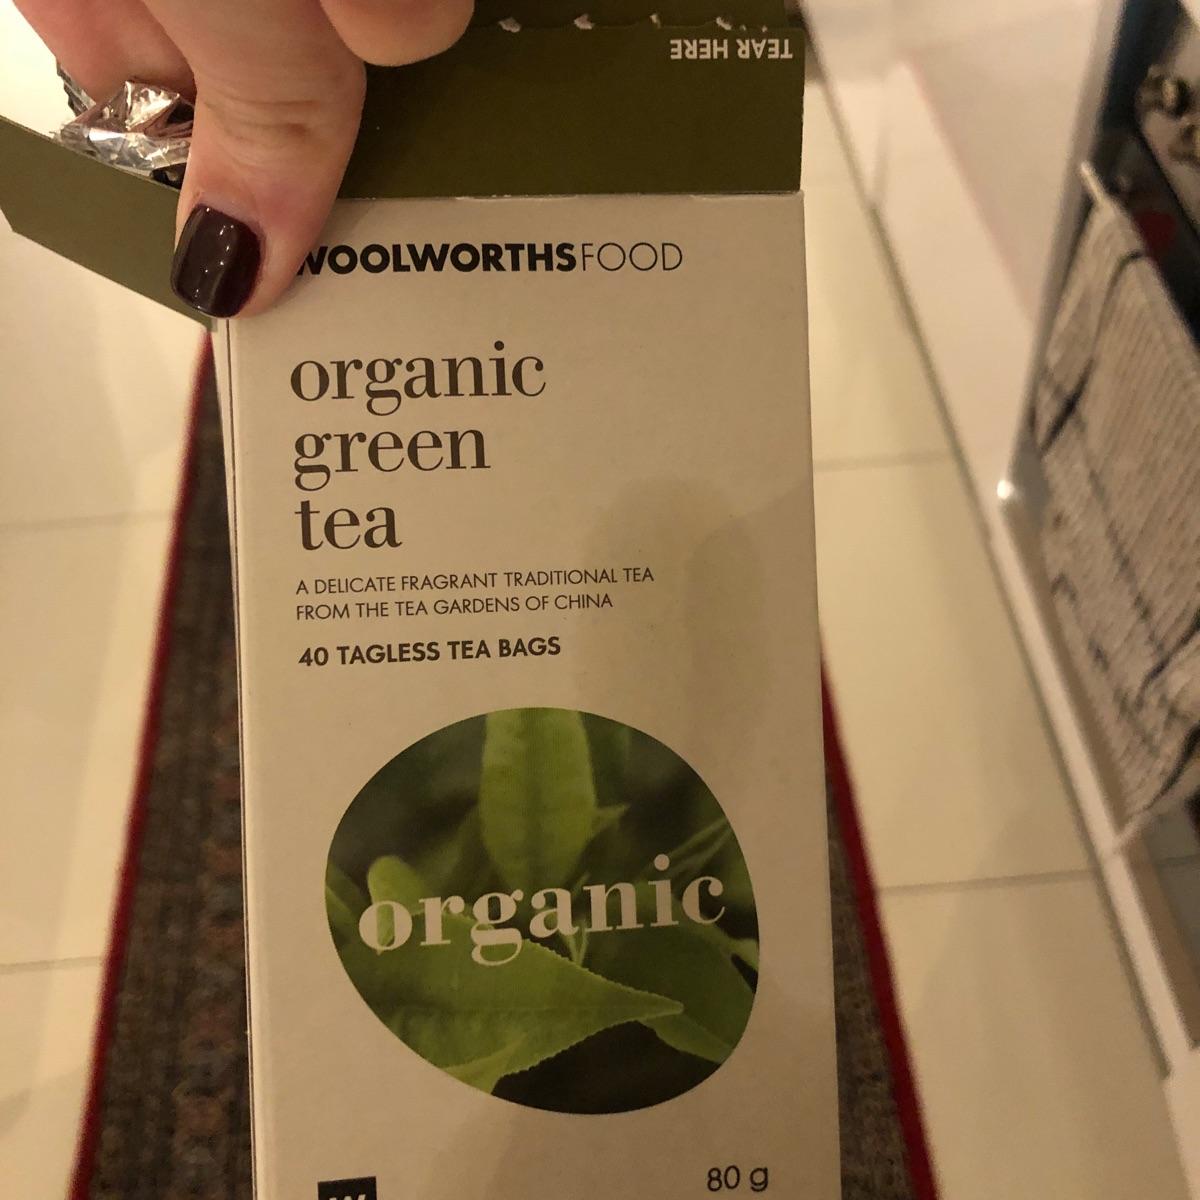 TEAR HERE
WOOLWORTHSFOOD
organic
green
tea
A DELICATE FRAGRANT TRADITIONAL TEA
FROM THE TEA GARDENS OF CHINA
40 TAGLESS TEA BAGS
organic
80 g